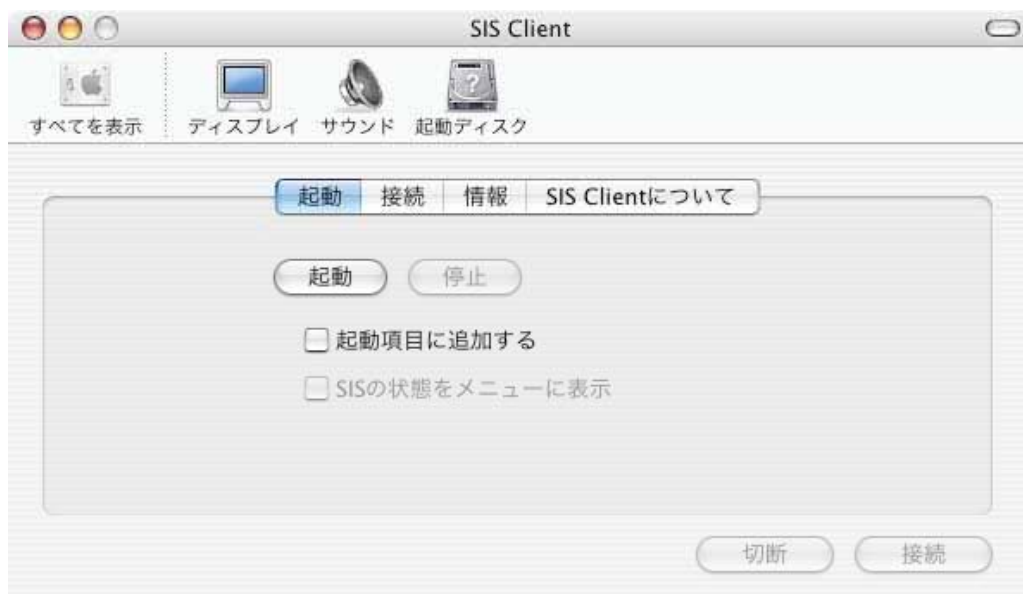 SIS Client
すべてを表示 ディスプレイ サウンド 起動ディスク
起動 接続 情報 SIS Clientについて
起動 停止
起動項目に追加する
SISの状態をメニューに表示
切断 接続